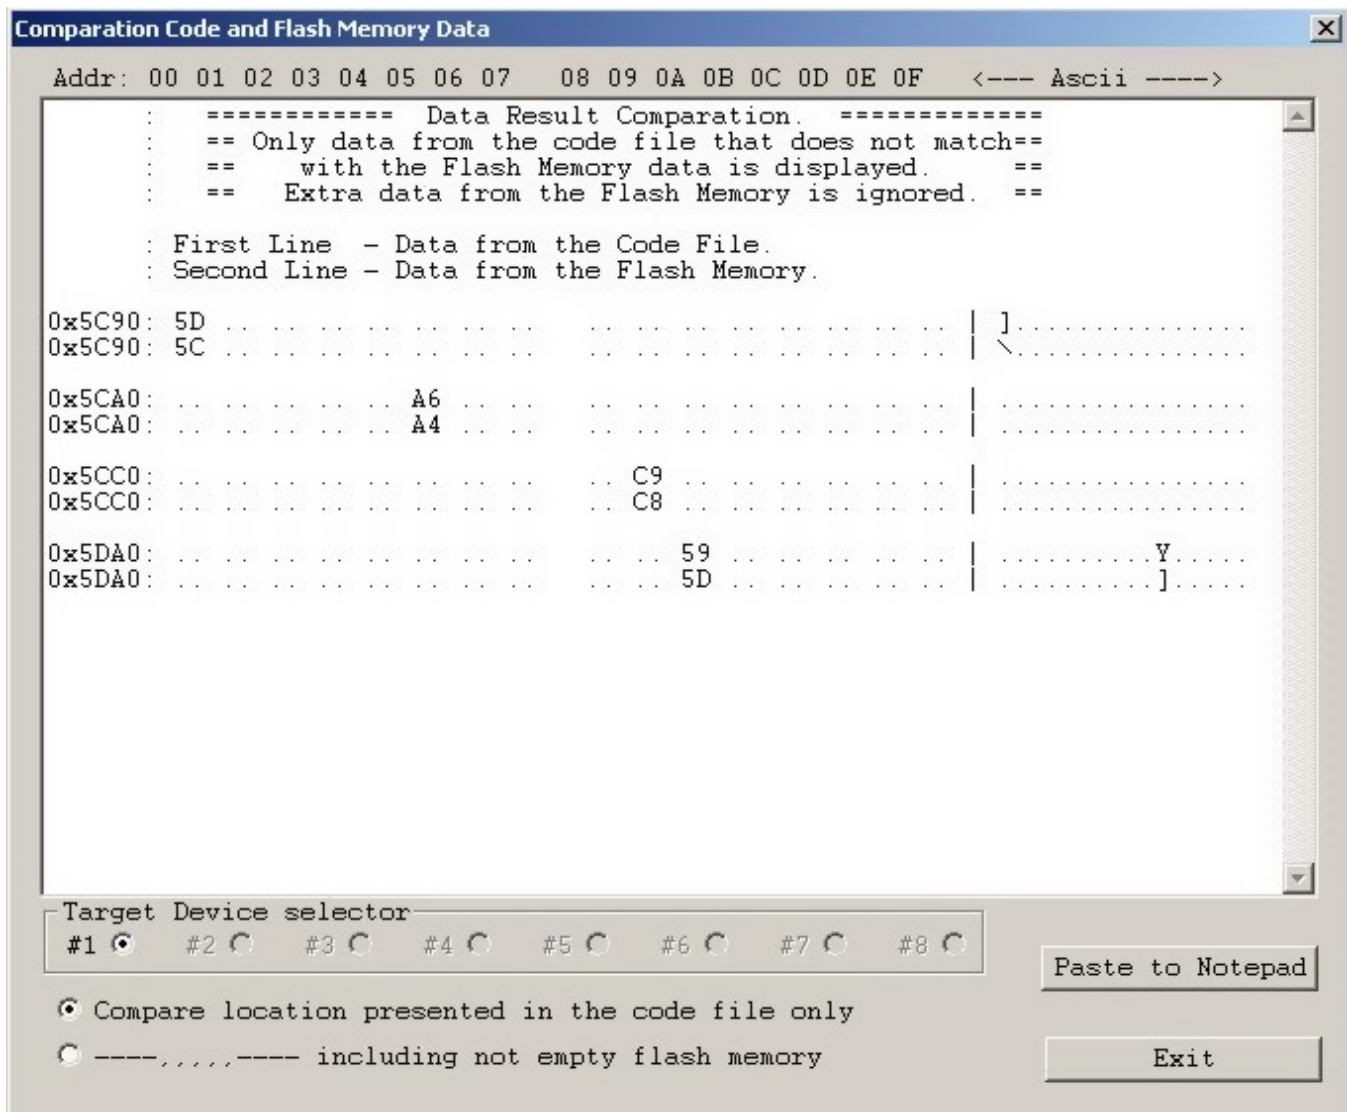 Comparation Code and Flash Memory Data
Addr: 00 01 02 03 04 05 06 07 08 09 0A 0B 0C 0D 0E 0F <--- Ascii ---->
: ============ Data Result Comparation. =============
: == Only data from the code file that does not match==
: == with the Flash Memory data is displayed. ==
: == Extra data from the Flash Memory is ignored. ==
: First Line - Data from the Code File.
: Second Line - Data from the Flash Memory.
0x5C90: 5D .. .. .. .. .. .. .. .. .. .. .. .. .. .. .. | ]...............
0x5C90: 5C .. .. .. .. .. .. .. .. .. .. .. .. .. .. .. | \...............
0x5CA0: .. .. .. .. .. A6 .. .. .. .. .. .. .. .. .. .. | ................
0x5CA0: .. .. .. .. .. A4 .. .. .. .. .. .. .. .. .. .. | ................
0x5CC0: .. .. .. .. .. .. .. .. .. C9 .. .. .. .. .. .. | ................
0x5CC0: .. .. .. .. .. .. .. .. .. C8 .. .. .. .. .. .. | ................
0x5DA0: .. .. .. .. .. .. .. .. .. .. 59 .. .. .. .. .. | ..........Y.....
0x5DA0: .. .. .. .. .. .. .. .. .. .. 5D .. .. .. .. .. | ..........].....
Target Device selector
#1 #2 #3 #4 #5 #6 #7 #8
Paste to Notepad
Compare location presented in the code file only
----,,,,,---- including not empty flash memory
Exit